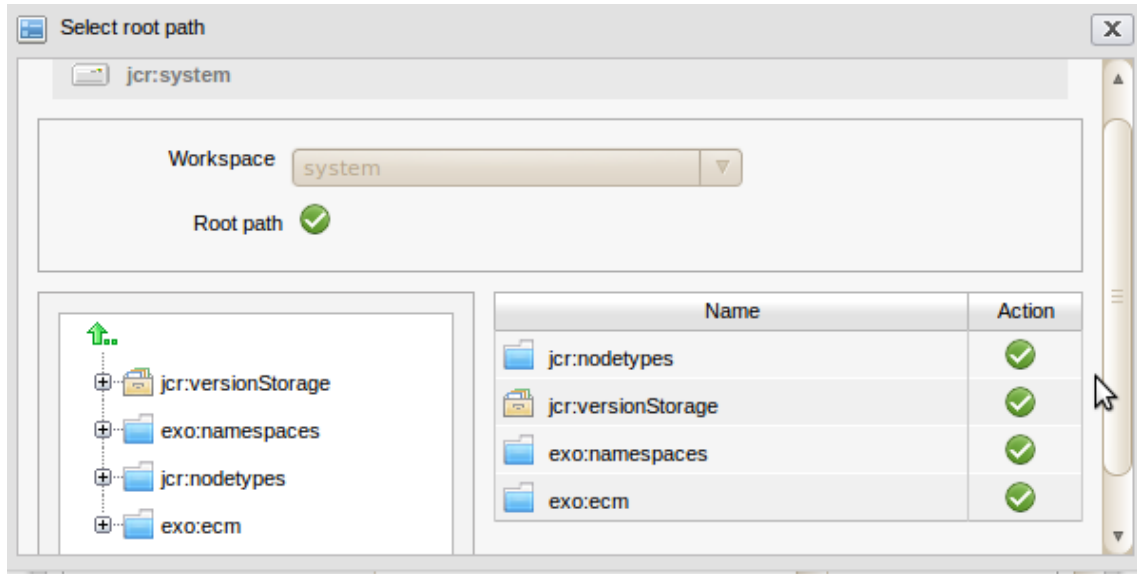 Select root path
jcr:system
Workspace
system
Root path
jcr:versionStorage
exo:namespaces
jcr:nodetypes
exo:ecm
Name Action
jcr:nodetypes
jcr:versionStorage
exo:namespaces
exo:ecm